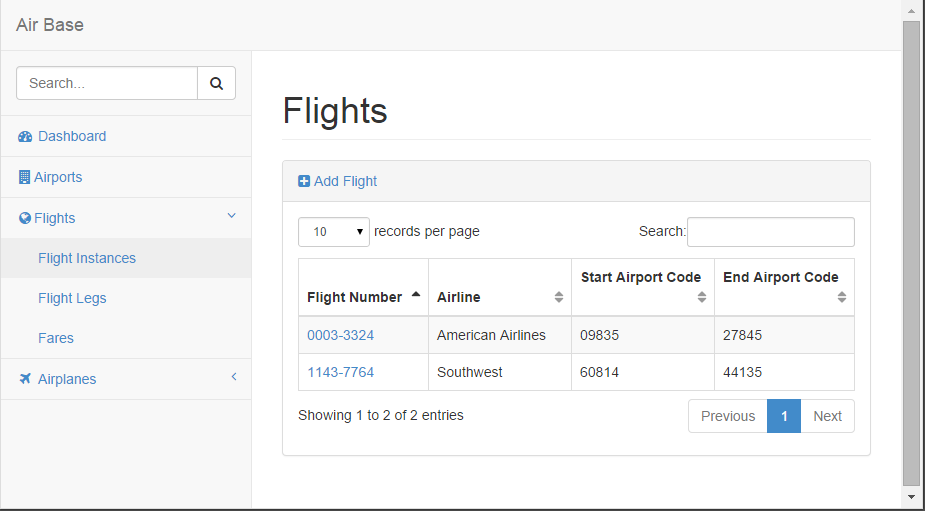 Air Base
Search...
Dashboard
Airports
Flights
Flight Instances
Flight Legs
Fares
Airplanes
Flights
Add Flight
10 records per page Search:
Flight Number Airline Start Airport Code End Airport Code
0003-3324 American Airlines 09835 27845
1143-7764 Southwest 60814 44135
Showing 1 to 2 of 2 entries Previous 1 Next